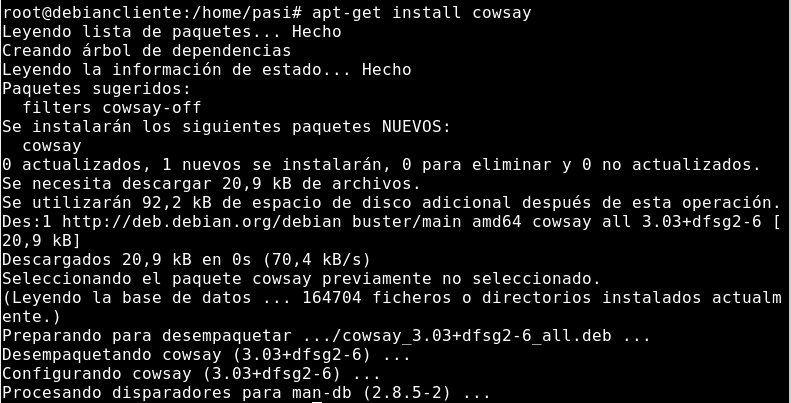 root@debiancliente:/home/pasi# apt-get install cowsay
Leyendo lista de paquetes... Hecho
Creando árbol de dependencias
Leyendo la información de estado... Hecho
Paquetes sugeridos:
  filters cowsay-off
Se instalarán los siguientes paquetes NUEVOS:
  cowsay
0 actualizados, 1 nuevos se instalarán, 0 para eliminar y 0 no actualizados.
Se necesita descargar 20,9 kB de archivos.
Se utilizarán 92,2 kB de espacio de disco adicional después de esta operación.
Des:1 http://deb.debian.org/debian buster/main amd64 cowsay all 3.03+dfsg2-6 [
20,9 kB]
Descargados 20,9 kB en 0s (70,4 kB/s)
Seleccionando el paquete cowsay previamente no seleccionado.
(Leyendo la base de datos ... 164704 ficheros o directorios instalados actualm
ente.)
Preparando para desempaquetar .../cowsay_3.03+dfsg2-6_all.deb ...
Desempaquetando cowsay (3.03+dfsg2-6) ...
Configurando cowsay (3.03+dfsg2-6) ...
Procesando disparadores para man-db (2.8.5-2) ...